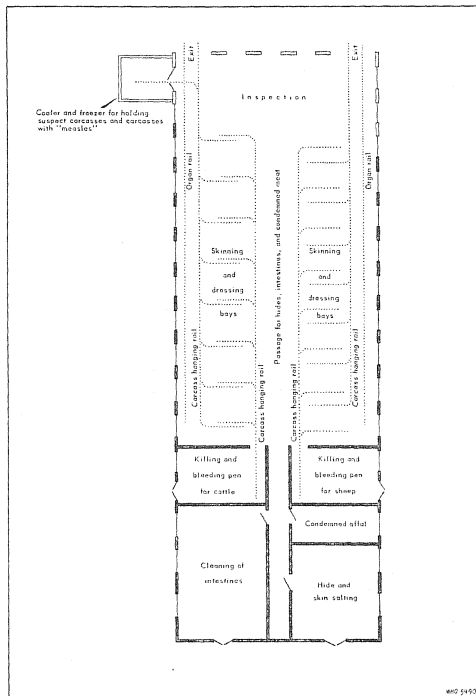 Exit
Exit
Inspection
Cooler and freezer for holding
suspect carcasses and carcasses
with "measles"
Organ rail
Organ rail
Passage for hides, intestines, and condemned meat
Skinning
and
dressing
bays
Skinning
and
dressing
bays
Carcass hanging rail
Carcass hanging rail
Carcass hanging rail
Carcass hanging rail
Killing and
bleeding pen
for cattle
Killing and
bleeding pen
for sheep
Condemned offal
Cleaning of
intestines
Hide and
skin salting